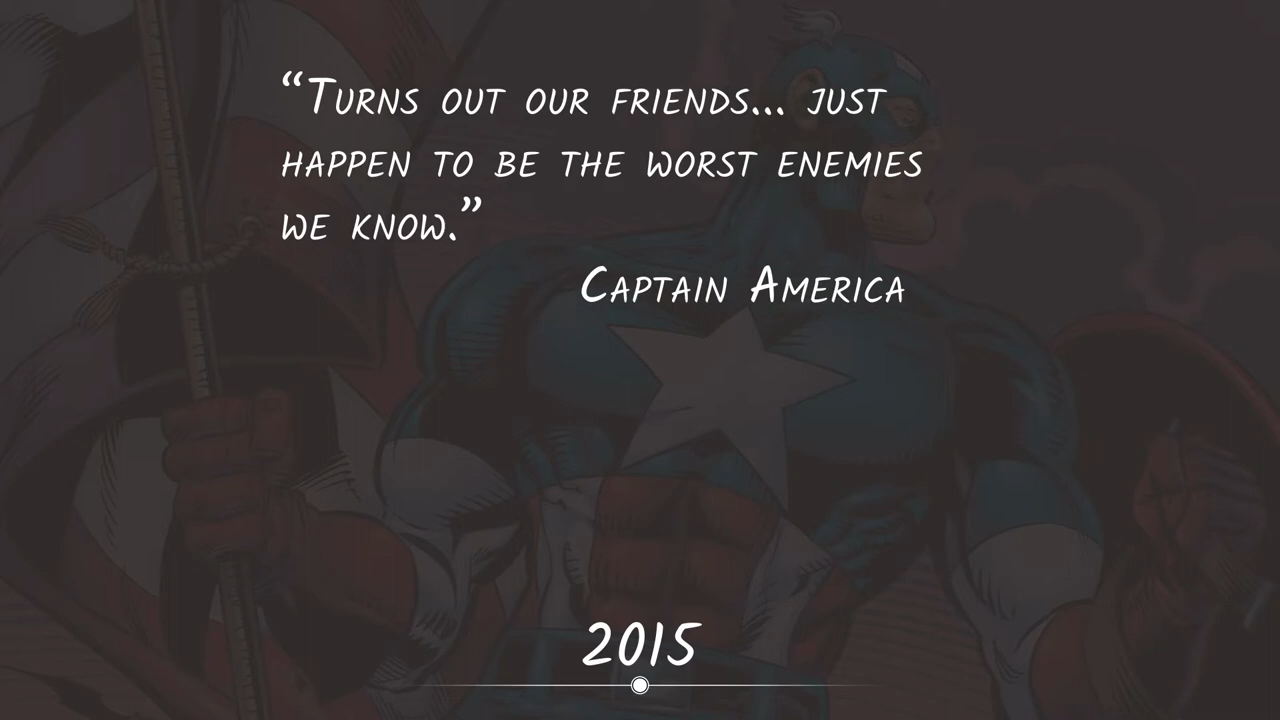 “Turns out our friends... just
happen to be the worst enemies
we know.”
Captain America
2015